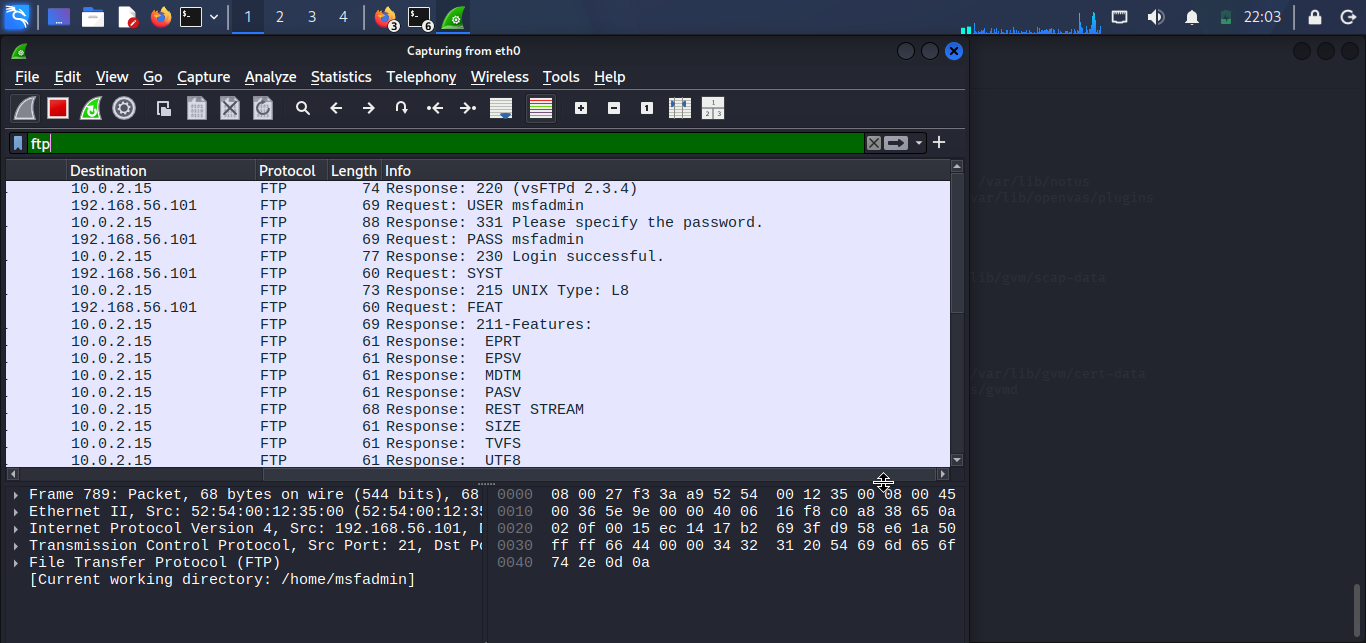 1 2 3 4 3 6 22:03
Capturing from eth0
File Edit View Go Capture Analyze Statistics Telephony Wireless Tools Help
ftp
Destination Protocol Length Info
10.0.2.15 FTP 74 Response: 220 (vsFTPd 2.3.4)
192.168.56.101 FTP 69 Request: USER msfadmin
10.0.2.15 FTP 88 Response: 331 Please specify the password.
192.168.56.101 FTP 69 Request: PASS msfadmin
10.0.2.15 FTP 77 Response: 230 Login successful.
192.168.56.101 FTP 60 Request: SYST
10.0.2.15 FTP 73 Response: 215 UNIX Type: L8
192.168.56.101 FTP 60 Request: FEAT
10.0.2.15 FTP 69 Response: 211-Features:
10.0.2.15 FTP 61 Response: EPRT
10.0.2.15 FTP 61 Response: EPSV
10.0.2.15 FTP 61 Response: MDTM
10.0.2.15 FTP 61 Response: PASV
10.0.2.15 FTP 68 Response: REST STREAM
10.0.2.15 FTP 61 Response: SIZE
10.0.2.15 FTP 61 Response: TVFS
10.0.2.15 FTP 61 Response: UTF8
Frame 789: Packet, 68 bytes on wire (544 bits), 68
Ethernet II, Src: 52:54:00:12:35:00 (52:54:00:12:35:
Internet Protocol Version 4, Src: 192.168.56.101,
Transmission Control Protocol, Src Port: 21, Dst Po
File Transfer Protocol (FTP)
[Current working directory: /home/msfadmin]
0000 08 00 27 f3 3a a9 52 54 00 12 35 00 08 00 45
0010 00 36 5e 9e 00 00 40 06 16 f8 c0 a8 38 65 0a
0020 02 0f 00 15 ec 14 17 b2 69 3f d9 58 e6 1a 50
0030 ff ff 66 44 00 00 34 32 31 20 54 69 6d 65 6f
0040 74 2e 0d 0a
/var/lib/notus
var/lib/openvas/plugins
lib/gvm/scap-data
/var/lib/gvm/cert-data
s/gvmd